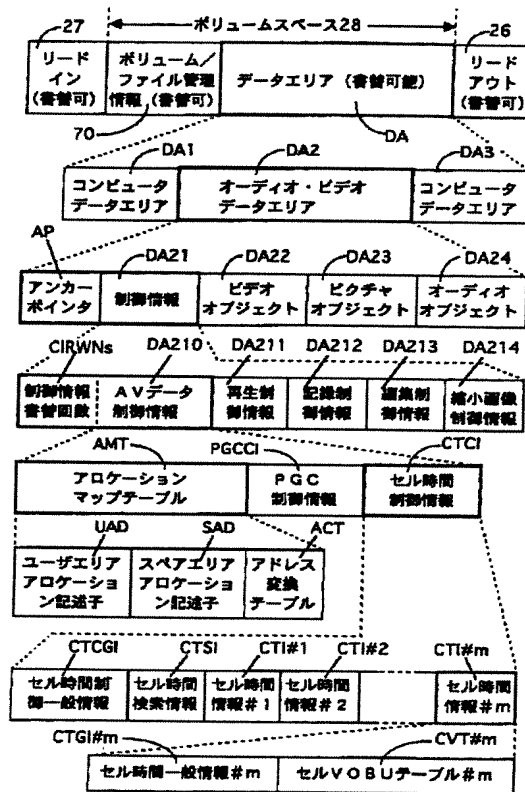 27
ボリュームスペース28
26
リード
イン
(書替可)
ボリューム/
ファイル管理
情報(書替可)
データエリア(書替可能)
リード
アウト
(書替可)
70
DA
DA1
DA2
DA3
コンピュータ
データエリア
オーディオ・ビデオ
データエリア
コンピュータ
データエリア
AP
DA21
DA22
DA23
DA24
アンカー
ポインタ
制御情報
ビデオ
オブジェクト
ピクチャ
オブジェクト
オーディオ
オブジェクト
CIRWNs
DA210
DA211
DA212
DA213
DA214
制御情報
書替回数
AVデータ
制御情報
再生制
御情報
記録制
御情報
編集制
御情報
縮小画像
制御情報
AMT
PGCCI
CTCI
アロケーション
マップテーブル
PGC
制御情報
セル時間
制御情報
UAD
SAD
ACT
ユーザエリア
アロケーショ
ン記述子
スペアエリア
アロケーショ
ン記述子
アドレス
変換
テーブル
CTCGI
CTSI
CTI#1
CTI#2
CTI#m
セル時間制
御一般情報
セル時間
検索情報
セル時間
情報#1
セル時間
情報#2
セル時間
情報#m
CTGI#m
CVT#m
セル時間一般情報#m
セルVOBUテーブル#m